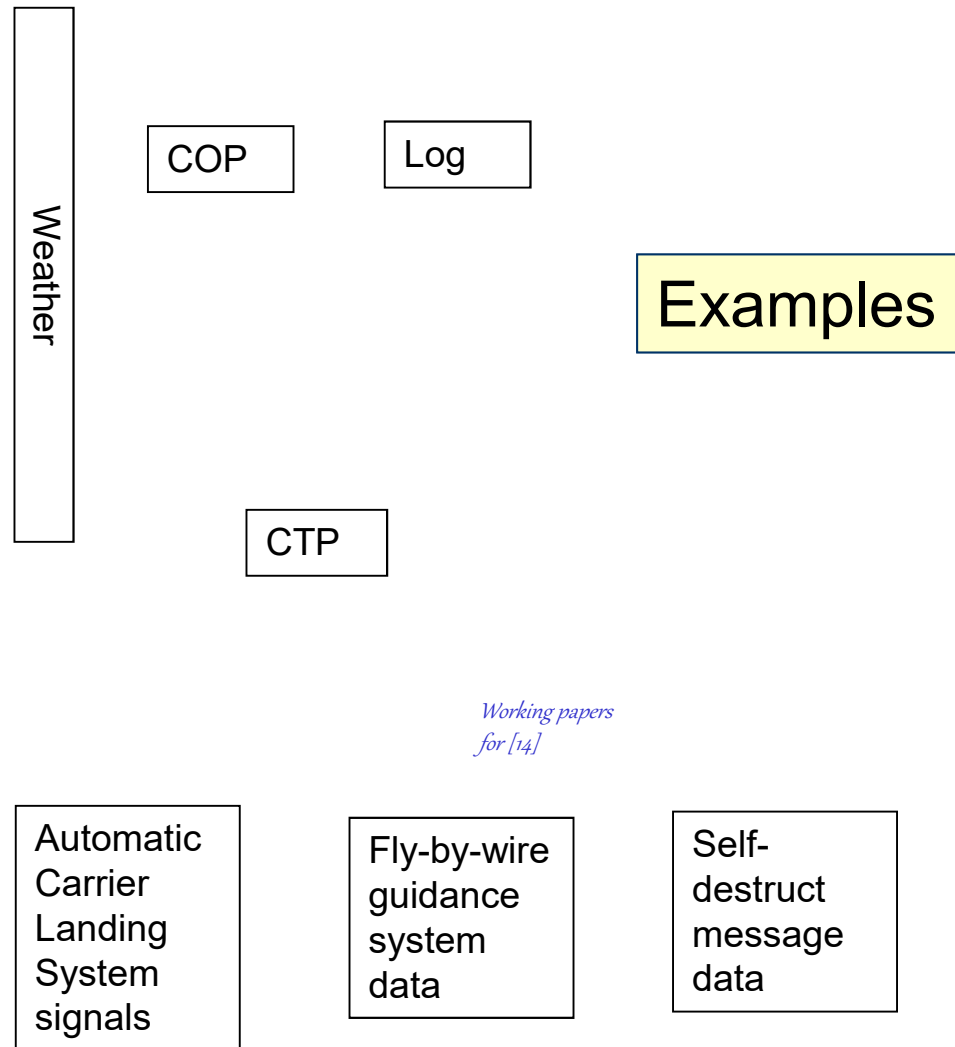 Weather
COP
Log
Examples
CTP
Working papers
for [14]
Automatic
Carrier
Landing
System
signals
Fly-by-wire
guidance
system
data
Self-
destruct
message
data